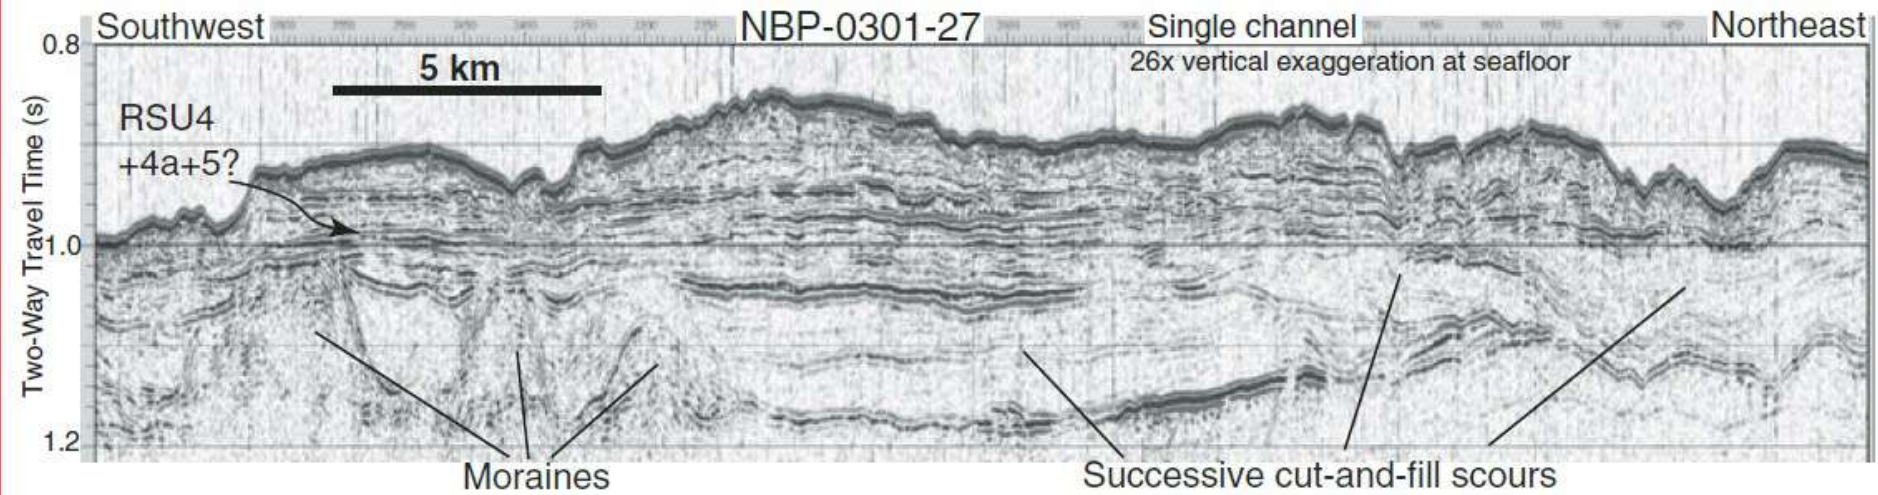 Southwest
NBP-0301-27
Single channel
Northeast
26x vertical exaggeration at seafloor
0.8
5 km
RSU4
+4a+5?
1.0
1.2
Two-Way Travel Time (s)
Moraines
Successive cut-and-fill scours